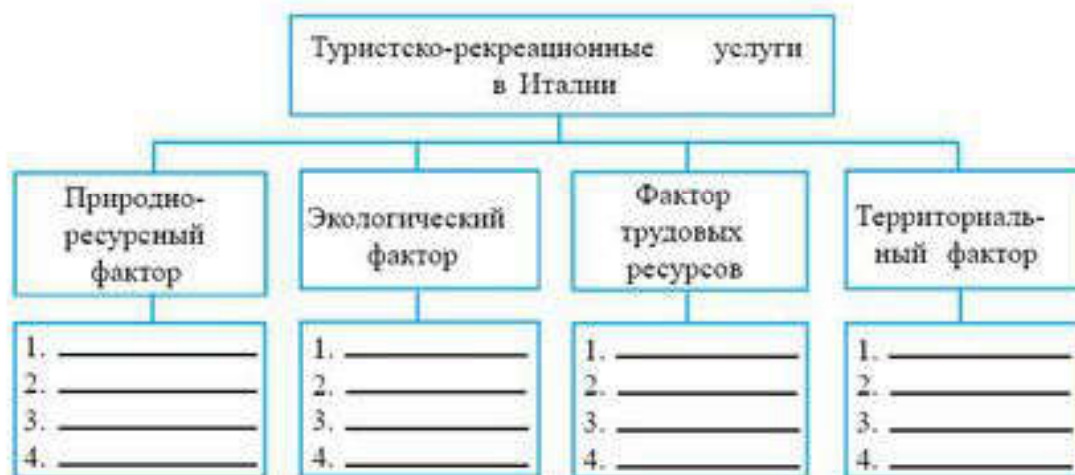 Туристско-рекреационные услуги
в Италии
Природно-
ресурсный
фактор
Экологический
фактор
Фактор
трудовых
ресурсов
Территориаль-
ный фактор
1.
2.
3.
4.
1.
2.
3.
4.
1.
2.
3.
4.
1.
2.
3.
4.